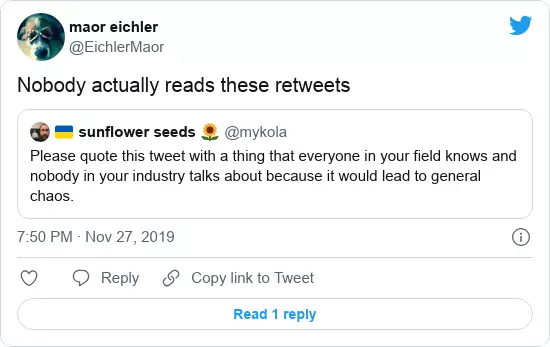 maor eichler
@EichlerMaor
Nobody actually reads these retweets
🇺🇦 sunflower seeds 🌻 @mykola
Please quote this tweet with a thing that everyone in your field knows and
nobody in your industry talks about because it would lead to general
chaos.
7:50 PM · Nov 27, 2019
Reply
Copy link to Tweet
Read 1 reply